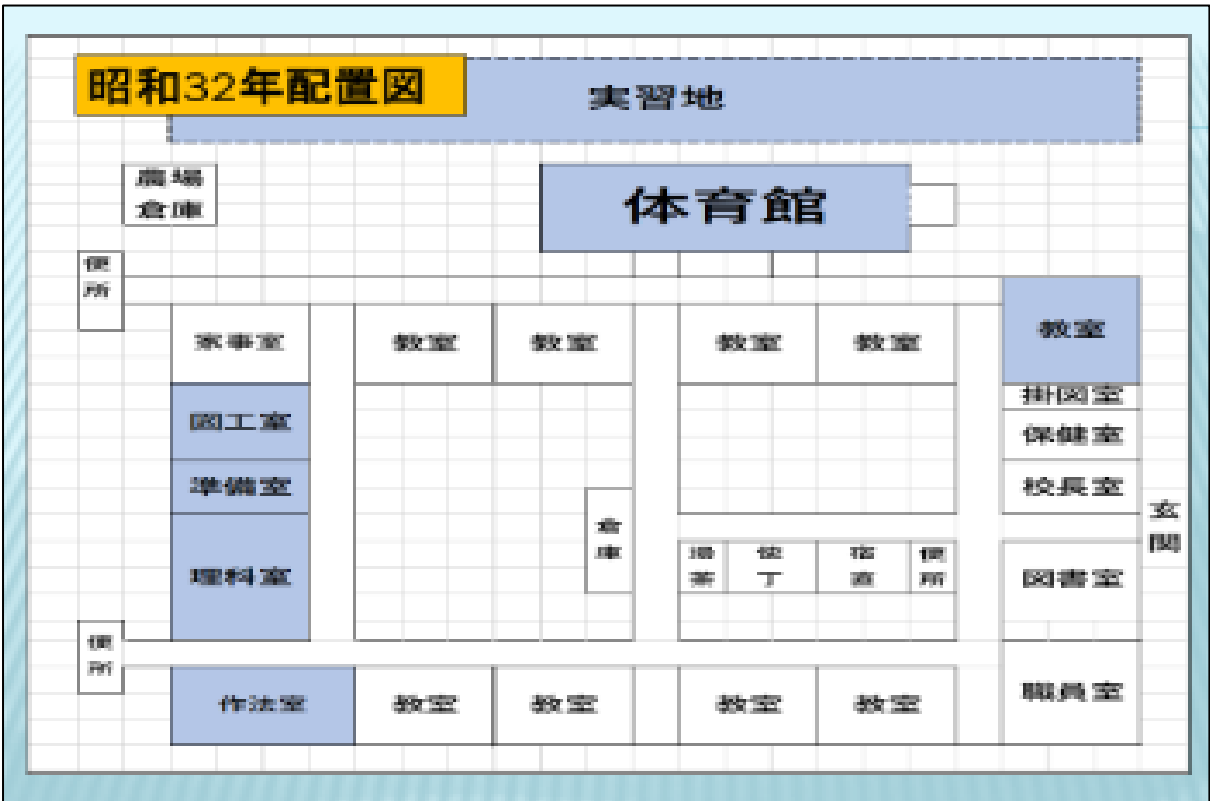 昭和32年配置図
実習地
農場
倉庫
体育館
便所
家事室
教室
教室
教室
教室
教室
掛図室
図工室
保健室
準備室
校長室
玄関
倉庫
理科室
湯茶
使丁
宿直
便所
図書室
便所
作法室
教室
教室
教室
教室
職員室